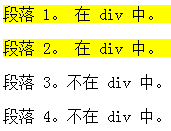 段落 1。 在 div 中。
段落 2。 在 div 中。
段落 3。不在 div 中。
段落 4。不在 div 中。